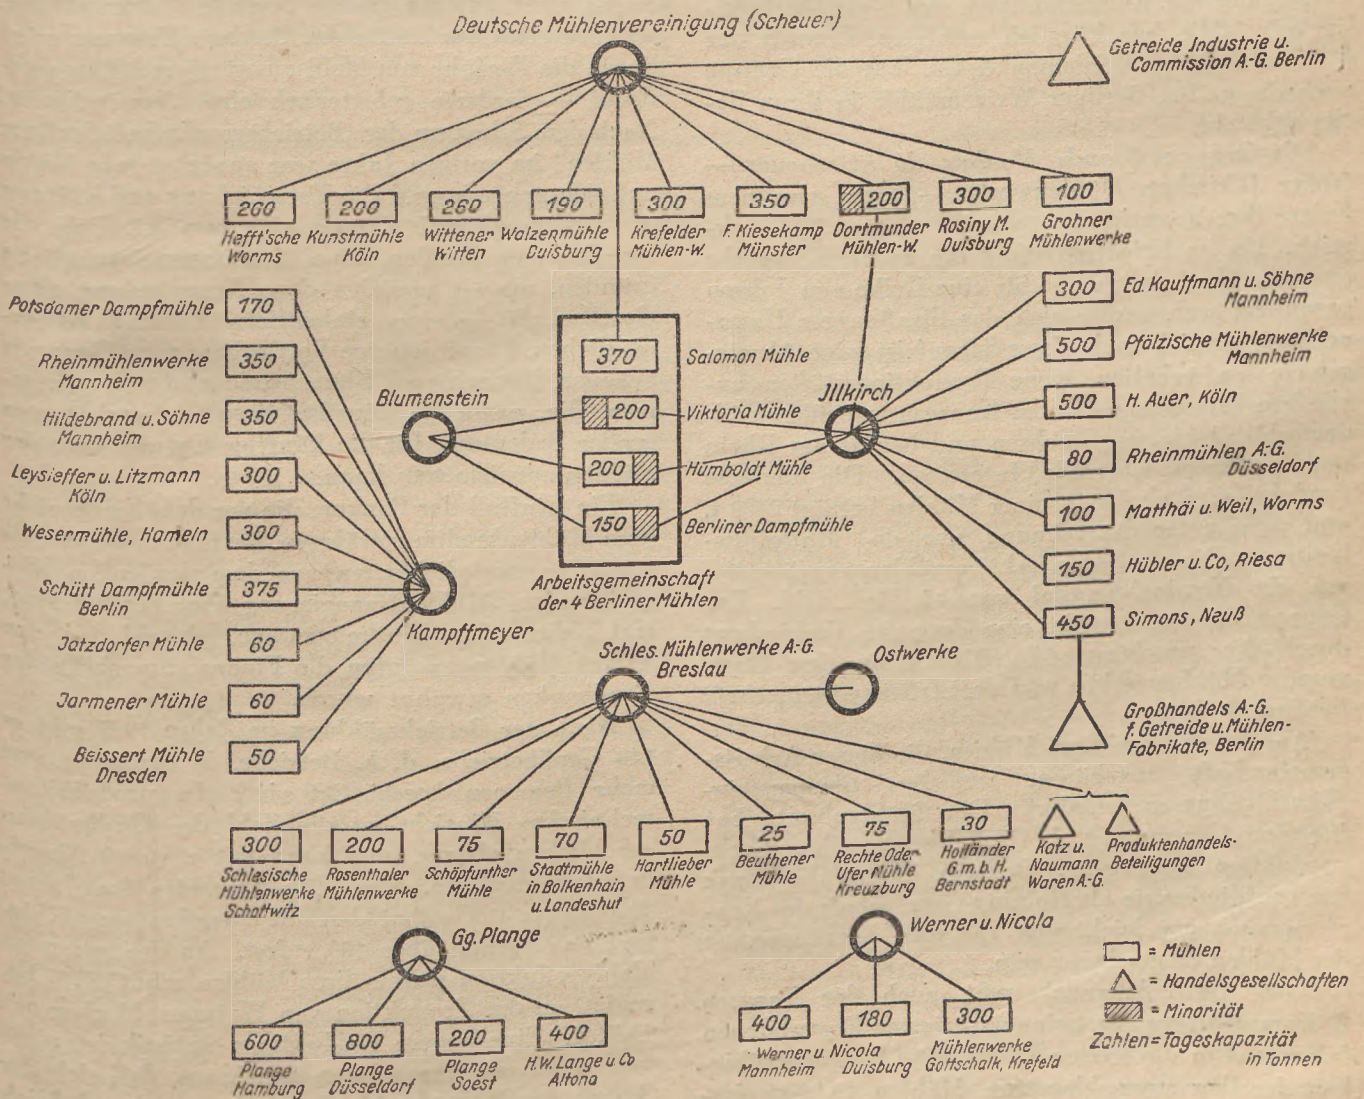 Deutsche Mühlenvereinigung (Scheuer)
Getreide Industrie u.
Commission A.-G. Berlin
260
Hefft'sche
Worms
200
Kunstmühle
Köln
260
Wittener
Witten
190
Walzenmühle
Duisburg
300
Krefelder
Mühlen-W.
350
F. Kiesekamp
Münster
200
Dortmunder
Mühlen-W.
300
Rosiny M.
Duisburg
100
Grohner
Mühlenwerke
Potsdamer Dampfmühle
170
Rheinmühlenwerke
Mannheim
350
Hildebrand u. Söhne
Mannheim
350
Leysieffer u. Litzmann
Köln
300
Wesermühle, Hameln
300
Schütt Dampfmühle
Berlin
375
Jatzdorfer Mühle
60
Jarmener Mühle
60
Beissert Mühle
Dresden
50
Kampffmeyer
Blumenstein
370
Salomon Mühle
200
Viktoria Mühle
200
Humboldt Mühle
150
Berliner Dampfmühle
Arbeitsgemeinschaft
der 4 Berliner Mühlen
Jllkirch
300
Ed. Kauffmann u. Söhne
Mannheim
500
Pfälzische Mühlenwerke
Mannheim
500
H. Auer, Köln
80
Rheinmühlen A.-G.
Düsseldorf
100
Matthäi u. Weil, Worms
150
Hübler u. Co, Riesa
450
Simons, Neuß
Großhandels A.-G.
f. Getreide u. Mühlen-
Fabrikate, Berlin
Schles. Mühlenwerke A.-G.
Breslau
Ostwerke
300
Schlesische
Mühlenwerke
Schottwitz
200
Rosenthaler
Mühlenwerke
75
Schöpfurther
Mühle
70
Stadtmühle
in Bolkenhain
u. Landeshut
50
Hartlieber
Mühle
25
Beuthener
Mühle
75
Rechte Oder-
Ufer Mühle
Kreuzburg
30
Holländer
G.m.b.H.
Bernstadt
Katz u.
Naumann
Waren A.-G.
Produktenhandels-
Beteiligungen
Gg. Plange
600
Plange
Hamburg
800
Plange
Düsseldorf
200
Plange
Soest
400
H.W. Lange u. Co
Altona
Werner u. Nicola
400
180
Werner u. Nicola
Mannheim Duisburg
300
Mühlenwerke
Gottschalk, Krefeld
= Mühlen
= Handelsgesellschaften
= Minorität
Zahlen = Tageskapazität
in Tonnen